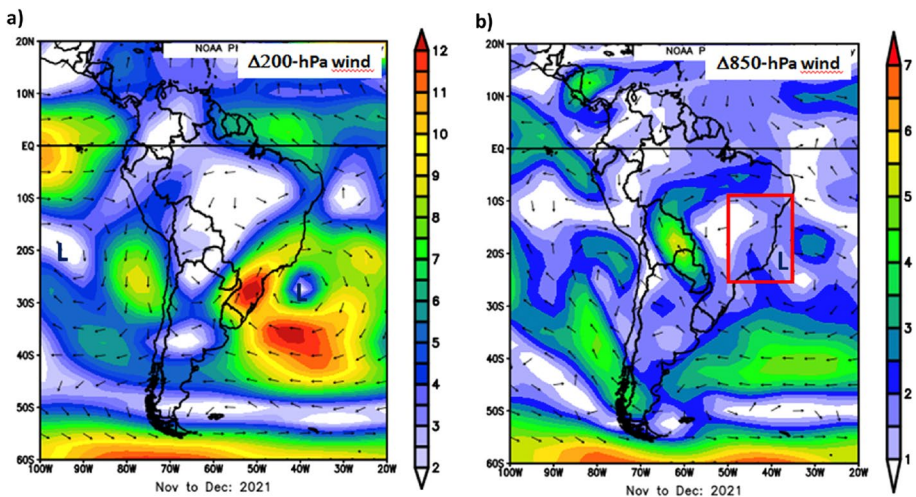 a)
NOAA P
Δ200-hPa wind
20N
10N
EQ
10S
20S
30S
40S
50S
60S
100W 90W 80W 70W 60W 50W 40W 30W 20W
Nov to Dec: 2021
12
11
10
9
8
7
6
5
4
3
2
L
L
b)
NOAA P
Δ850-hPa wind
20N
10N
EQ
10S
20S
30S
40S
50S
60S
100W 90W 80W 70W 60W 50W 40W 30W 20W
Nov to Dec: 2021
7
6
5
4
3
2
1
L